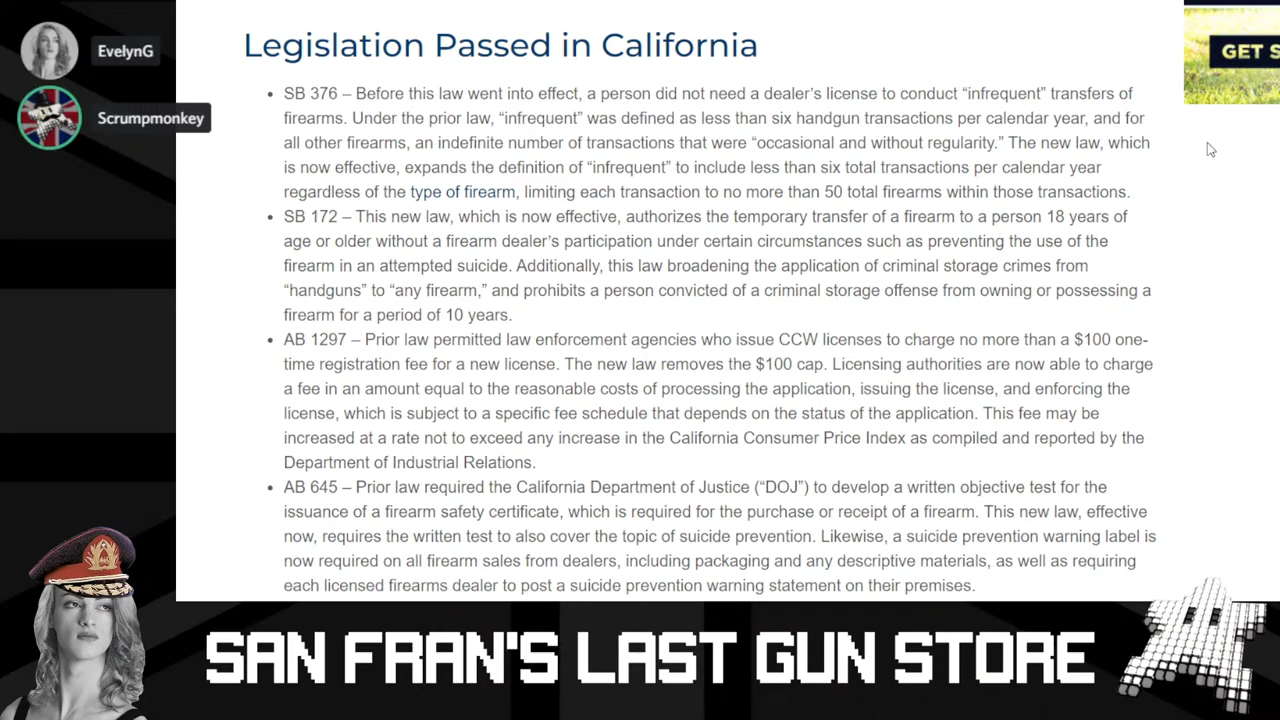 EvelynG
Scrumpmonkey
Legislation Passed in California
GET S
• SB 376 – Before this law went into effect, a person did not need a dealer’s license to conduct “infrequent” transfers of
firearms. Under the prior law, “infrequent” was defined as less than six handgun transactions per calendar year, and for
all other firearms, an indefinite number of transactions that were “occasional and without regularity.” The new law, which
is now effective, expands the definition of “infrequent” to include less than six total transactions per calendar year
regardless of the type of firearm, limiting each transaction to no more than 50 total firearms within those transactions.
• SB 172 – This new law, which is now effective, authorizes the temporary transfer of a firearm to a person 18 years of
age or older without a firearm dealer’s participation under certain circumstances such as preventing the use of the
firearm in an attempted suicide. Additionally, this law broadening the application of criminal storage crimes from
“handguns” to “any firearm,” and prohibits a person convicted of a criminal storage offense from owning or possessing a
firearm for a period of 10 years.
• AB 1297 – Prior law permitted law enforcement agencies who issue CCW licenses to charge no more than a $100 one-
time registration fee for a new license. The new law removes the $100 cap. Licensing authorities are now able to charge
a fee in an amount equal to the reasonable costs of processing the application, issuing the license, and enforcing the
license, which is subject to a specific fee schedule that depends on the status of the application. This fee may be
increased at a rate not to exceed any increase in the California Consumer Price Index as compiled and reported by the
Department of Industrial Relations.
• AB 645 – Prior law required the California Department of Justice (“DOJ”) to develop a written objective test for the
issuance of a firearm safety certificate, which is required for the purchase or receipt of a firearm. This new law, effective
now, requires the written test to also cover the topic of suicide prevention. Likewise, a suicide prevention warning label is
now required on all firearm sales from dealers, including packaging and any descriptive materials, as well as requiring
each licensed firearms dealer to post a suicide prevention warning statement on their premises.
SAN FRAN'S LAST GUN STORE